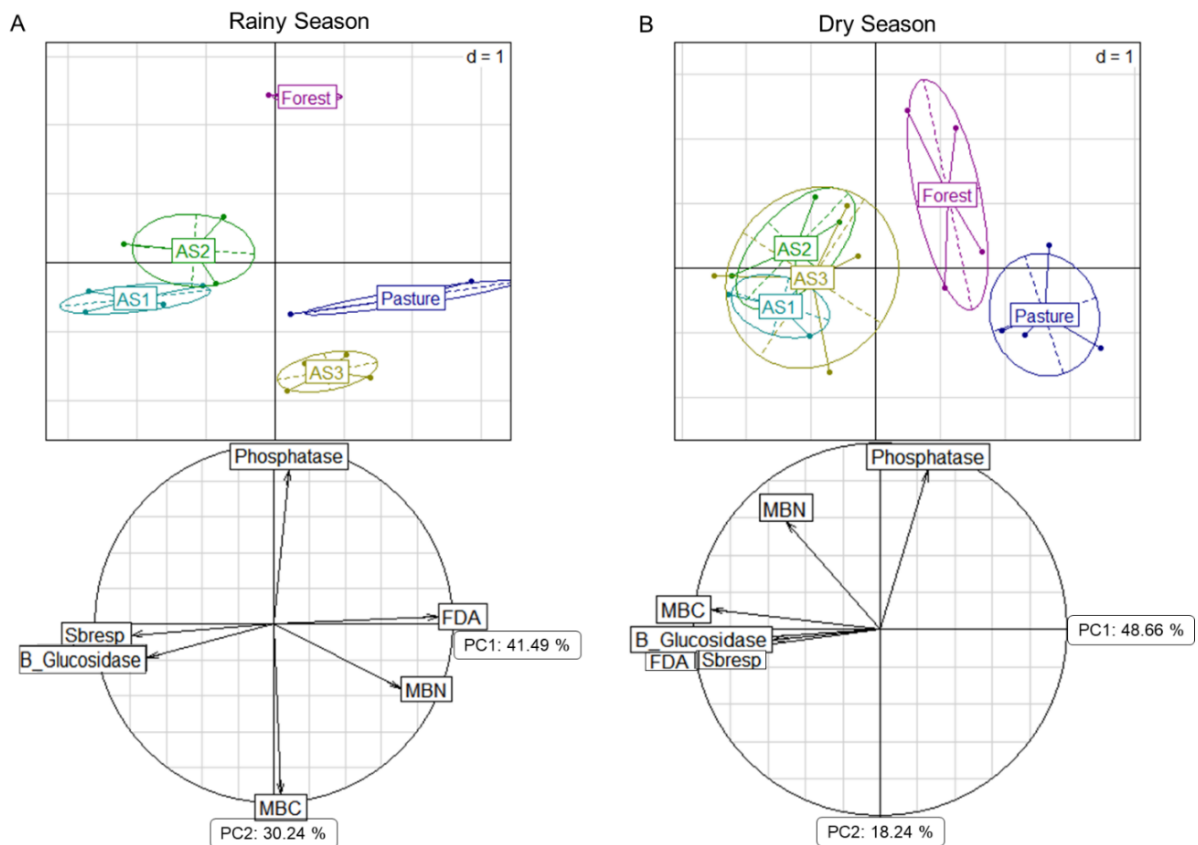 A
Rainy Season
d = 1
Forest
AS2
AS1
Pasture
AS3
Phosphatase
FDA
Sbresp
PC1: 41.49 %
B_Glucosidase
MBN
MBC
PC2: 30.24 %
B
Dry Season
d = 1
Forest
AS2
AS3
AS1
Pasture
Phosphatase
MBN
MBC
PC1: 48.66 %
B_Glucosidase
FDA
Sbresp
PC2: 18.24 %